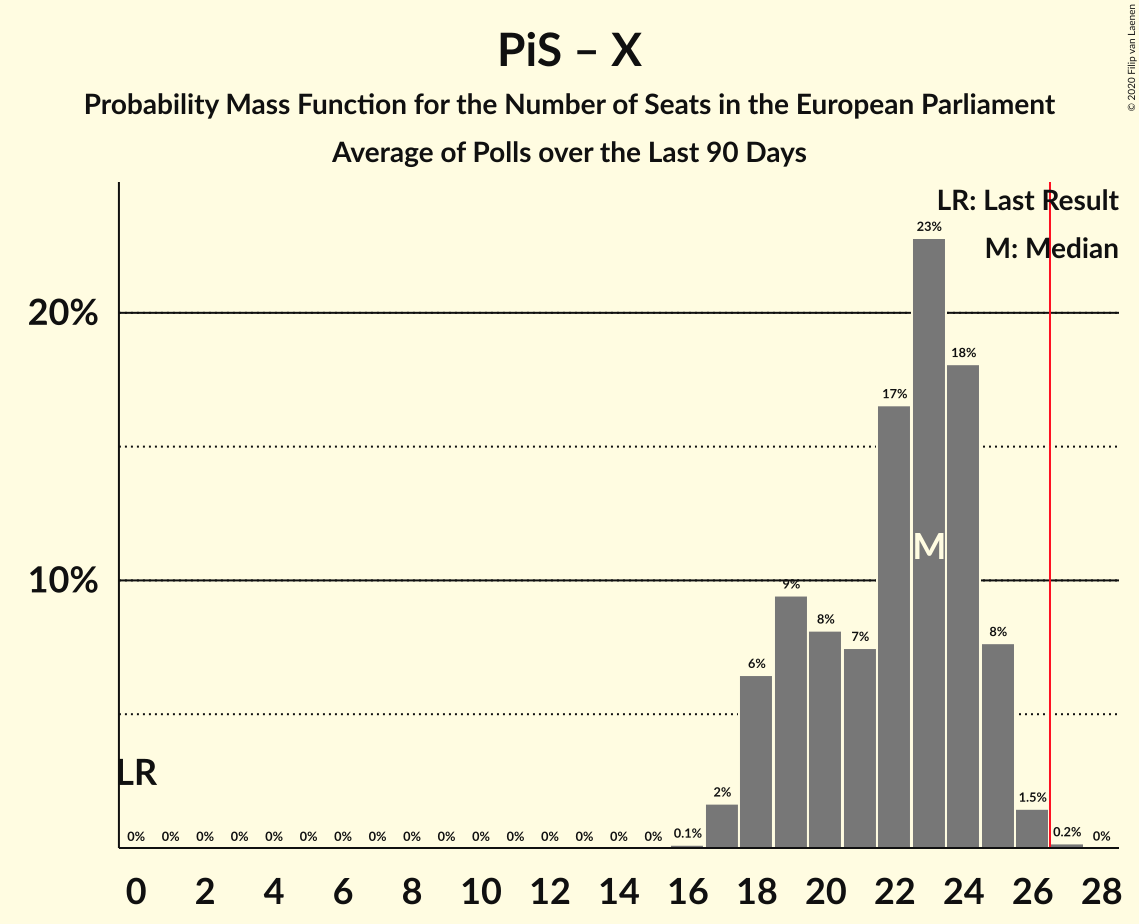 PiS – X
Probability Mass Function for the Number of Seats in the European Parliament
Average of Polls over the Last 90 Days
© 2020 Filip van Laenen
LR: Last Result
M: Median
23%
20%
18%
17%
M
10%
9%
8%
7%
8%
6%
LR
2%
1.5%
0% 0% 0% 0% 0% 0% 0% 0% 0% 0% 0% 0% 0% 0% 0% 0% 0.1% 0.2% 0%
0 2 4 6 8 10 12 14 16 18 20 22 24 26 28